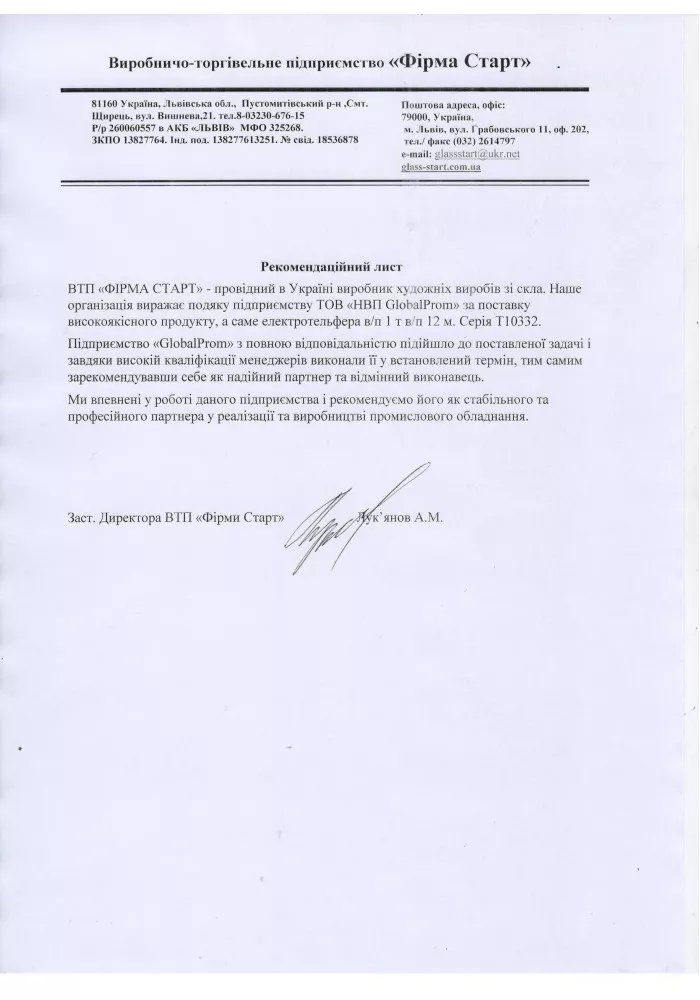 Виробничо-торгівельне підприємство «Фірма Старт»
81160 Україна, Львівська обл., Пустомитівський р-н ,Смт.
Щирець, вул. Вишнева,21. тел.8-03230-676-15
Р/р 260060557 в АКБ «ЛЬВІВ» МФО 325268.
ЗКПО 13827764. Інд. под. 138277613251. № свід. 18536878
Поштова адреса, офіс:
79000, Україна,
м. Львів, вул. Грабовського 11, оф. 202,
тел./ факс (032) 2614797
e-mail: glassstart@ukr.net
glass-start.com.ua
Рекомендаційний лист
ВТП «ФІРМА СТАРТ» - провідний в Україні виробник художніх виробів зі скла. Наше
організація виражає подяку підприємству ТОВ «НВП GlobalProm» за поставку
високоякісного продукту, а саме електротельфера в/п 1 т в/п 12 м. Серія Т10332.
Підприємство «GlobalProm» з повною відповідальністю підійшло до поставленої задачі і
завдяки високій кваліфікації менеджерів виконали її у встановлений термін, тим самим
зарекомендувавши себе як надійний партнер та відмінний виконавець.
Ми впевнені у роботі даного підприємства і рекомендуємо його як стабільного та
професійного партнера у реалізації та виробництві промислового обладнання.
Заст. Директора ВТП «Фірми Старт» Лук’янов А.М.